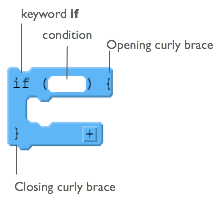 keyword if
condition
Opening curly brace
if ( ) {
}
+
Closing curly brace